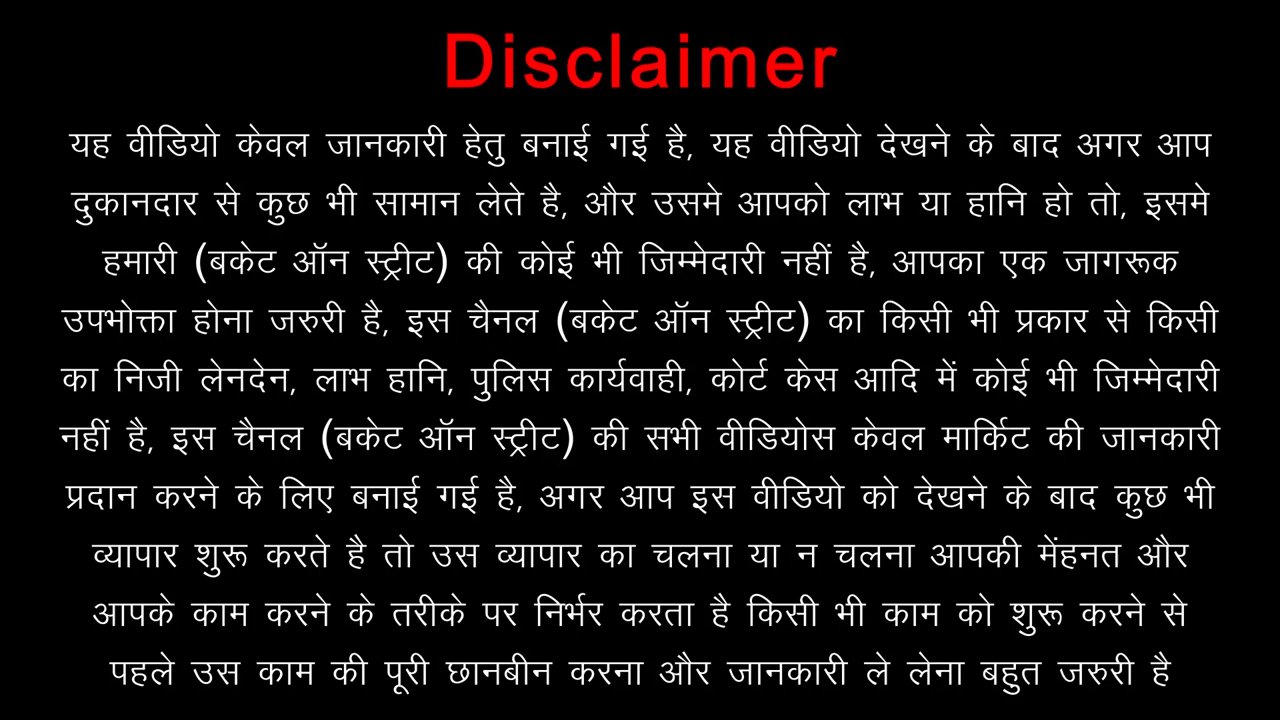 Disclaimer
यह वीडियो केवल जानकारी हेतु बनाई गई है, यह वीडियो देखने के बाद अगर आप
दुकानदार से कुछ भी सामान लेते है, और उसमे आपको लाभ या हानि हो तो, इसमे
हमारी (बकेट ऑन स्ट्रीट) की कोई भी जिम्मेदारी नहीं है, आपका एक जागरूक
उपभोक्ता होना जरुरी है, इस चैनल (बकेट ऑन स्ट्रीट) का किसी भी प्रकार से किसी
का निजी लेनदेन, लाभ हानि, पुलिस कार्यवाही, कोर्ट केस आदि में कोई भी जिम्मेदारी
नहीं है, इस चैनल (बकेट ऑन स्ट्रीट) की सभी वीडियोस केवल मार्किट की जानकारी
प्रदान करने के लिए बनाई गई है, अगर आप इस वीडियो को देखने के बाद कुछ भी
व्यापार शुरू करते है तो उस व्यापार का चलना या न चलना आपकी मेंहनत और
आपके काम करने के तरीके पर निर्भर करता है किसी भी काम को शुरू करने से
पहले उस काम की पूरी छानबीन करना और जानकारी ले लेना बहुत जरुरी है